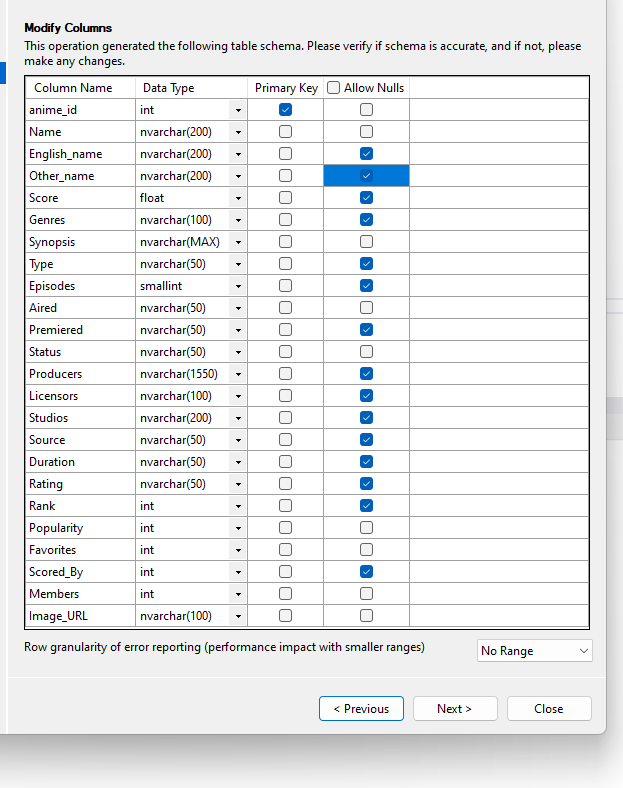 Modify Columns
This operation generated the following table schema. Please verify if schema is accurate, and if not, please
make any changes.
Column Name Data Type Primary Key Allow Nulls
anime_id int
Name nvarchar(200)
English_name nvarchar(200)
Other_name nvarchar(200)
Score float
Genres nvarchar(100)
Synopsis nvarchar(MAX)
Type nvarchar(50)
Episodes smallint
Aired nvarchar(50)
Premiered nvarchar(50)
Status nvarchar(50)
Producers nvarchar(1550)
Licensors nvarchar(100)
Studios nvarchar(200)
Source nvarchar(50)
Duration nvarchar(50)
Rating nvarchar(50)
Rank int
Popularity int
Favorites int
Scored_By int
Members int
Image_URL nvarchar(100)
Row granularity of error reporting (performance impact with smaller ranges) No Range
< Previous Next > Close